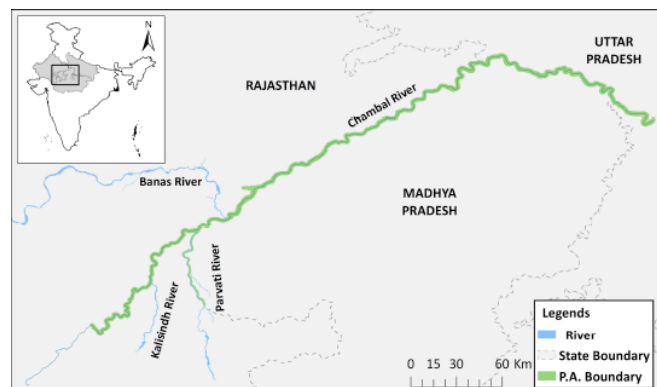 N
UTTAR
PRADESH
RAJASTHAN
Chambal River
Banas River
MADHYA
PRADESH
Parvati River
Kalisindh River
Legends
River
State Boundary
P.A. Boundary
0 15 30 60 Km